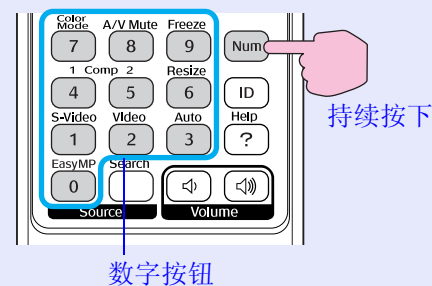 Color
Mode A/V Mute Freeze
7 8 9 Num
1 Comp 2 Resize
4 5 6 ID
持续按下
S-Video Video Auto Help
1 2 3 ?
EasyMP Search
0
Source Volume
数字按钮